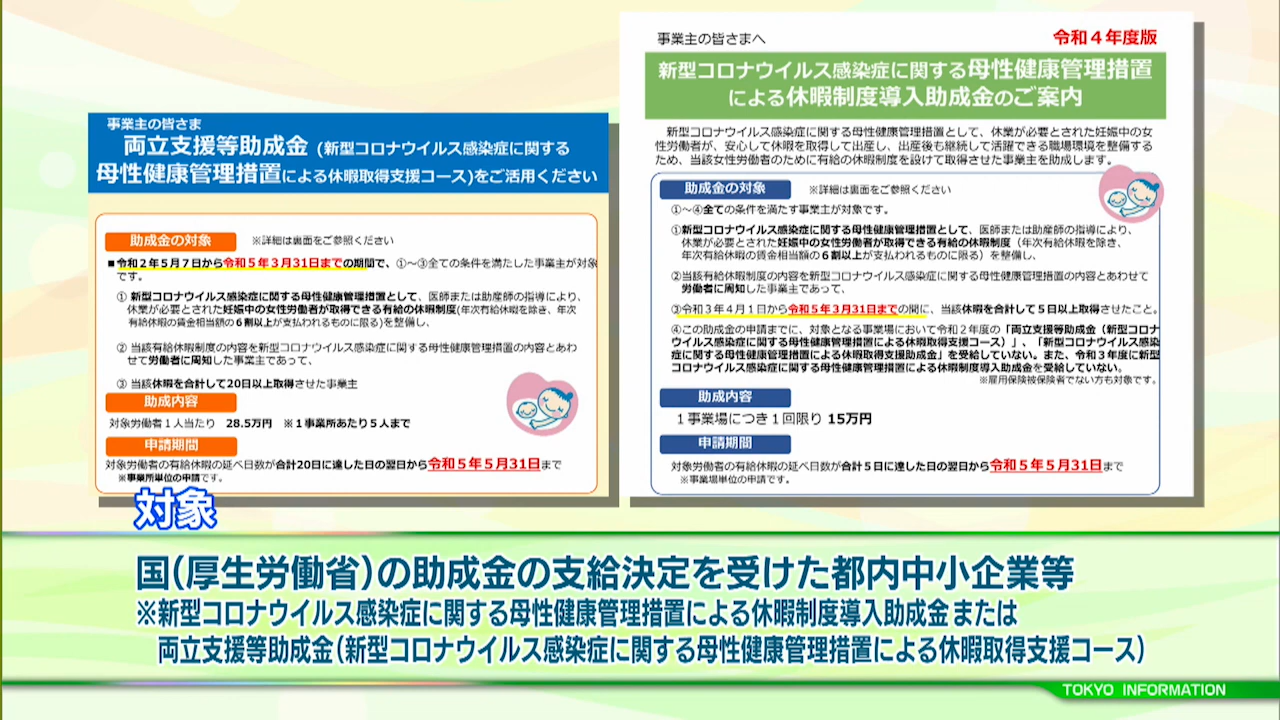 事業主の皆さま
両立支援等助成金 (新型コロナウイルス感染症に関する
母性健康管理措置による休暇取得支援コース)をご活用ください
助成金の対象 ※詳細は裏面をご参照ください
■令和２年５月７日から令和５年３月31日までの期間で、①～③全ての条件を満たした事業主が対象
です。
① 新型コロナウイルス感染症に関する母性健康管理措置として、医師または助産師の指導により、
休業が必要とされた妊娠中の女性労働者が取得できる有給の休暇制度(年次有給休暇を除き、年次
有給休暇の賃金相当額の６割以上が支払われるものに限る)を整備し、
② 当該有給休暇制度の内容を新型コロナウイルス感染症に関する母性健康管理措置の内容とあわ
せて労働者に周知した事業主であって、
③ 当該休暇を合計して20日以上取得させた事業主
助成内容
対象労働者１人当たり 28.5万円 ※１事業所あたり５人まで
申請期間
対象労働者の有給休暇の延べ日数が合計20日に達した日の翌日から令和５年５月31日まで
※事業所単位の申請です。
事業主の皆さまへ 令和４年度版
新型コロナウイルス感染症に関する母性健康管理措置
による休暇制度導入助成金のご案内
新型コロナウイルス感染症に関する母性健康管理措置として、休業が必要とされた妊娠中の女
性労働者が、安心して休暇を取得して出産し、出産後も継続して活躍できる職場環境を整備する
ため、当該女性労働者のために有給の休暇制度を設けて取得させた事業主を助成します。
助成金の対象 ※詳細は裏面をご参照ください
①～④全ての条件を満たす事業主が対象です。
①新型コロナウイルス感染症に関する母性健康管理措置として、医師または助産師の指導により、
休業が必要とされた妊娠中の女性労働者が取得できる有給の休暇制度（年次有給休暇を除き、
年次有給休暇の賃金相当額の６割以上が支払われるものに限る）を整備し、
②当該有給休暇制度の内容を新型コロナウイルス感染症に関する母性健康管理措置の内容とあわせて
労働者に周知した事業主であって、
③令和３年４月１日から令和５年３月31日までの間に、当該休暇を合計して５日以上取得させたこと。
④この助成金の申請までに、対象となる事業場において令和２年度の「両立支援等助成金（新型コロナ
ウイルス感染症に関する母性健康管理措置による休暇取得支援コース）」、「新型コロナウイルス感染
症に関する母性健康管理措置による休暇取得支援助成金」を受給していない。また、令和３年度に新型
コロナウイルス感染症に関する母性健康管理措置による休暇制度導入助成金を受給していない。
※雇用保険被保険者でない方も対象です。
助成内容
１事業場につき１回限り 15万円
申請期間
対象労働者の有給休暇の延べ日数が合計５日に達した日の翌日から令和５年５月31日まで
※事業場単位の申請です。
対象
国（厚生労働省）の助成金の支給決定を受けた都内中小企業等
※新型コロナウイルス感染症に関する母性健康管理措置による休暇制度導入助成金または
両立支援等助成金（新型コロナウイルス感染症に関する母性健康管理措置による休暇取得支援コース）
TOKYO INFORMATION